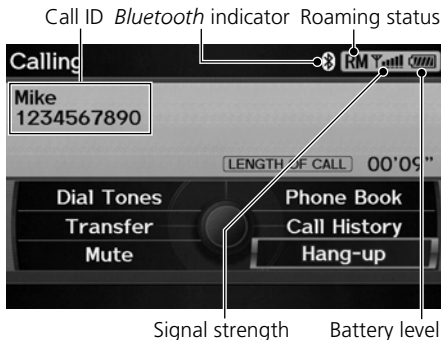 Call ID Bluetooth indicator Roaming status
Calling RM
Mike
1234567890
LENGTH OF CALL 00'09"
Dial Tones Phone Book
Transfer Call History
Mute Hang-up
Signal strength Battery level